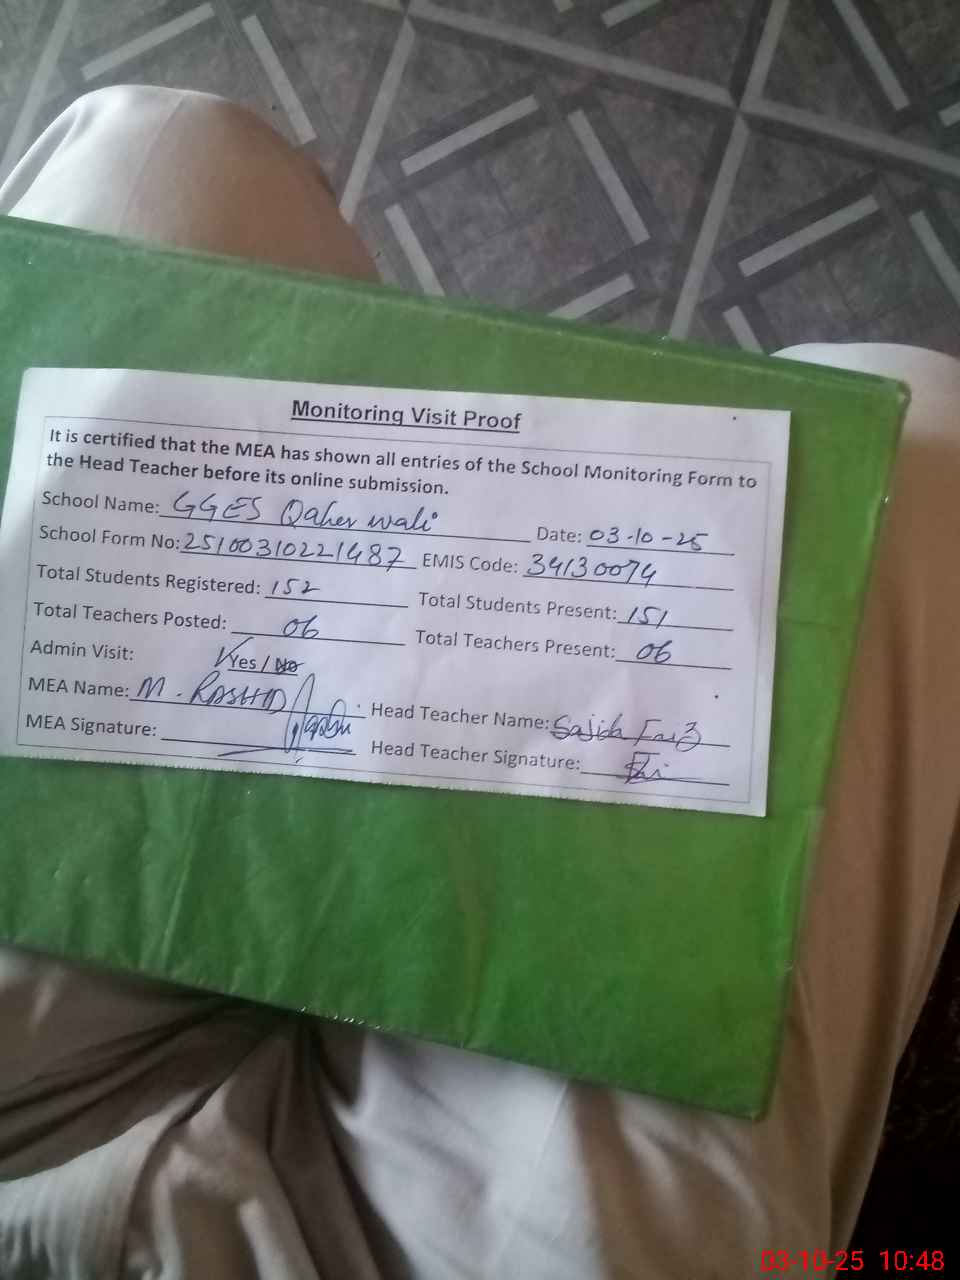 Monitoring Visit Proof
It is certified that the MEA has shown all entries of the School Monitoring Form to
the Head Teacher before its online submission.
School Name: GGES Qaher wali Date: 03-10-25
School Form No: 25100310221487 EMIS Code: 34130074
Total Students Registered: 152 Total Students Present: 151
Total Teachers Posted: 06 Total Teachers Present: 06
Admin Visit: Yes / No
MEA Name: M. RASHID Head Teacher Name: Sajida Faiz
MEA Signature: Head Teacher Signature:
03-10-25 10:48